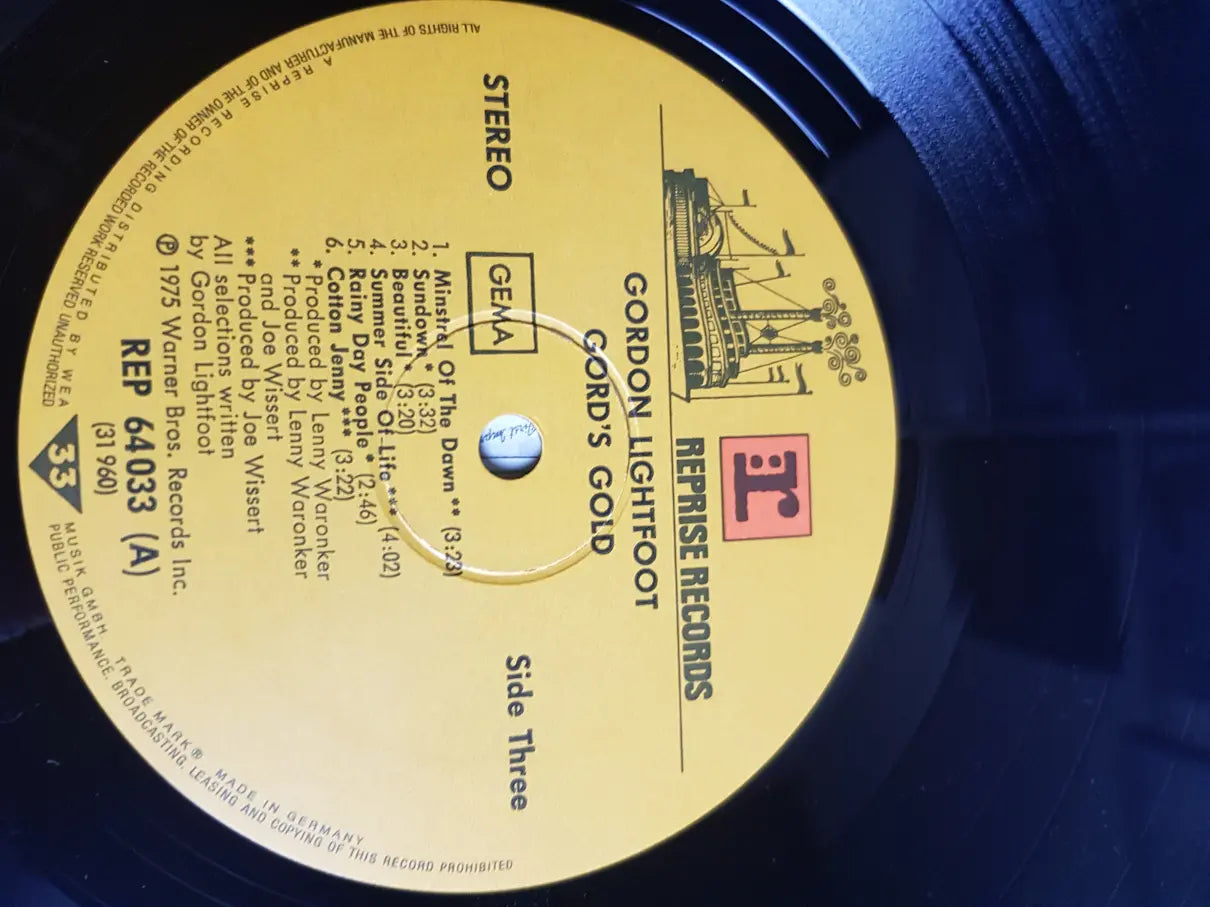 REPRISE RECORDS
GORDON LIGHTFOOT
GORD'S GOLD
STEREO
GEMA
Side Three
1. Minstrel Of The Dawn ** (3:23)
2. Sundown * (3:32)
3. Beautiful * (3:20)
4. Summer Side Of Life *** (4:02)
5. Rainy Day People * (2:46)
6. Cotton Jenny *** (3:22)
* Produced by Lenny Waronker
** Produced by Lenny Waronker
and Joe Wissert
*** Produced by Joe Wissert
All selections written
by Gordon Lightfoot
℗ 1975 Warner Bros. Records Inc.
REP 64033 (A)
(31 960)
33
A REPRISE RECORDING DISTRIBUTED BY WEA MUSIK GMBH TRADE MARK® MADE IN GERMANY
ALL RIGHTS OF THE MANUFACTURER AND OF THE OWNER OF THE RECORDED WORK RESERVED UNAUTHORIZED PUBLIC PERFORMANCE, BROADCASTING, LEASING AND COPYING OF THIS RECORD PROHIBITED